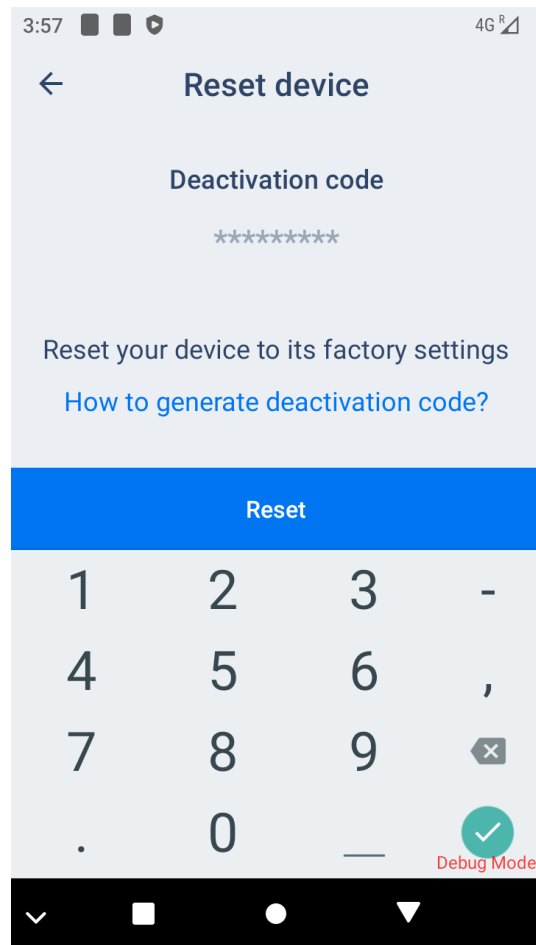 3:57
4G R
Reset device
Deactivation code
*********
Reset your device to its factory settings
How to generate deactivation code?
Reset
1 2 3 -
4 5 6 ,
7 8 9
. 0 _
Debug Mode